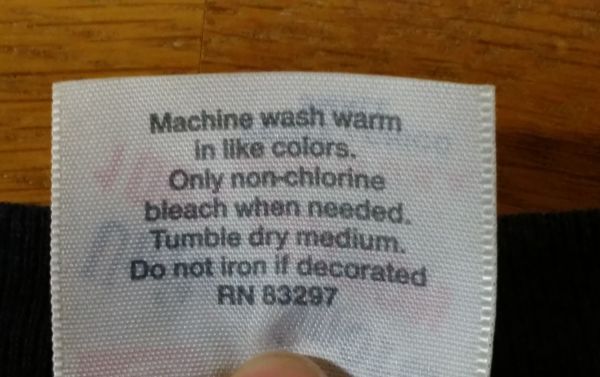 Machine wash warm
in like colors.
Only non-chlorine
bleach when needed.
Tumble dry medium.
Do not iron if decorated
RN 83297